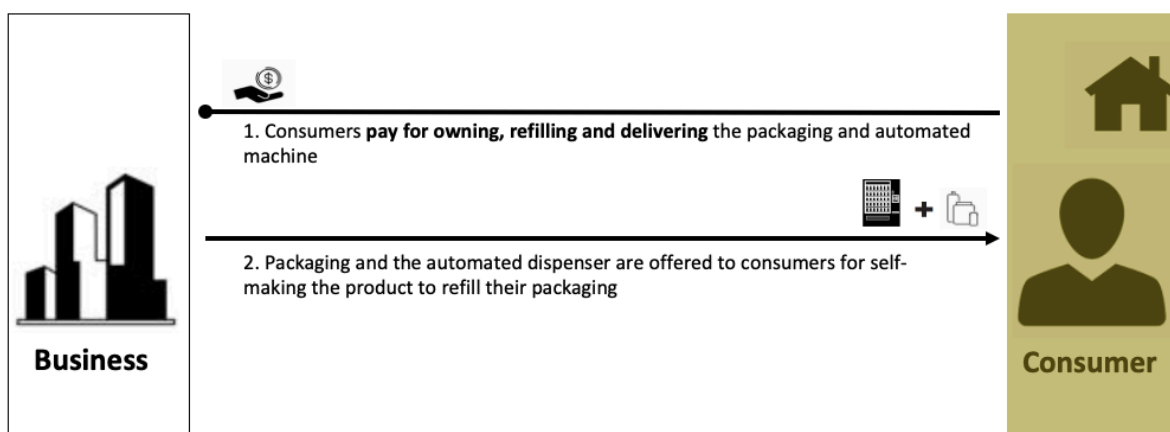 1. Consumers pay for owning, refilling and delivering the packaging and automated
machine
2. Packaging and the automated dispenser are offered to consumers for self-
making the product to refill their packaging
Business
Consumer